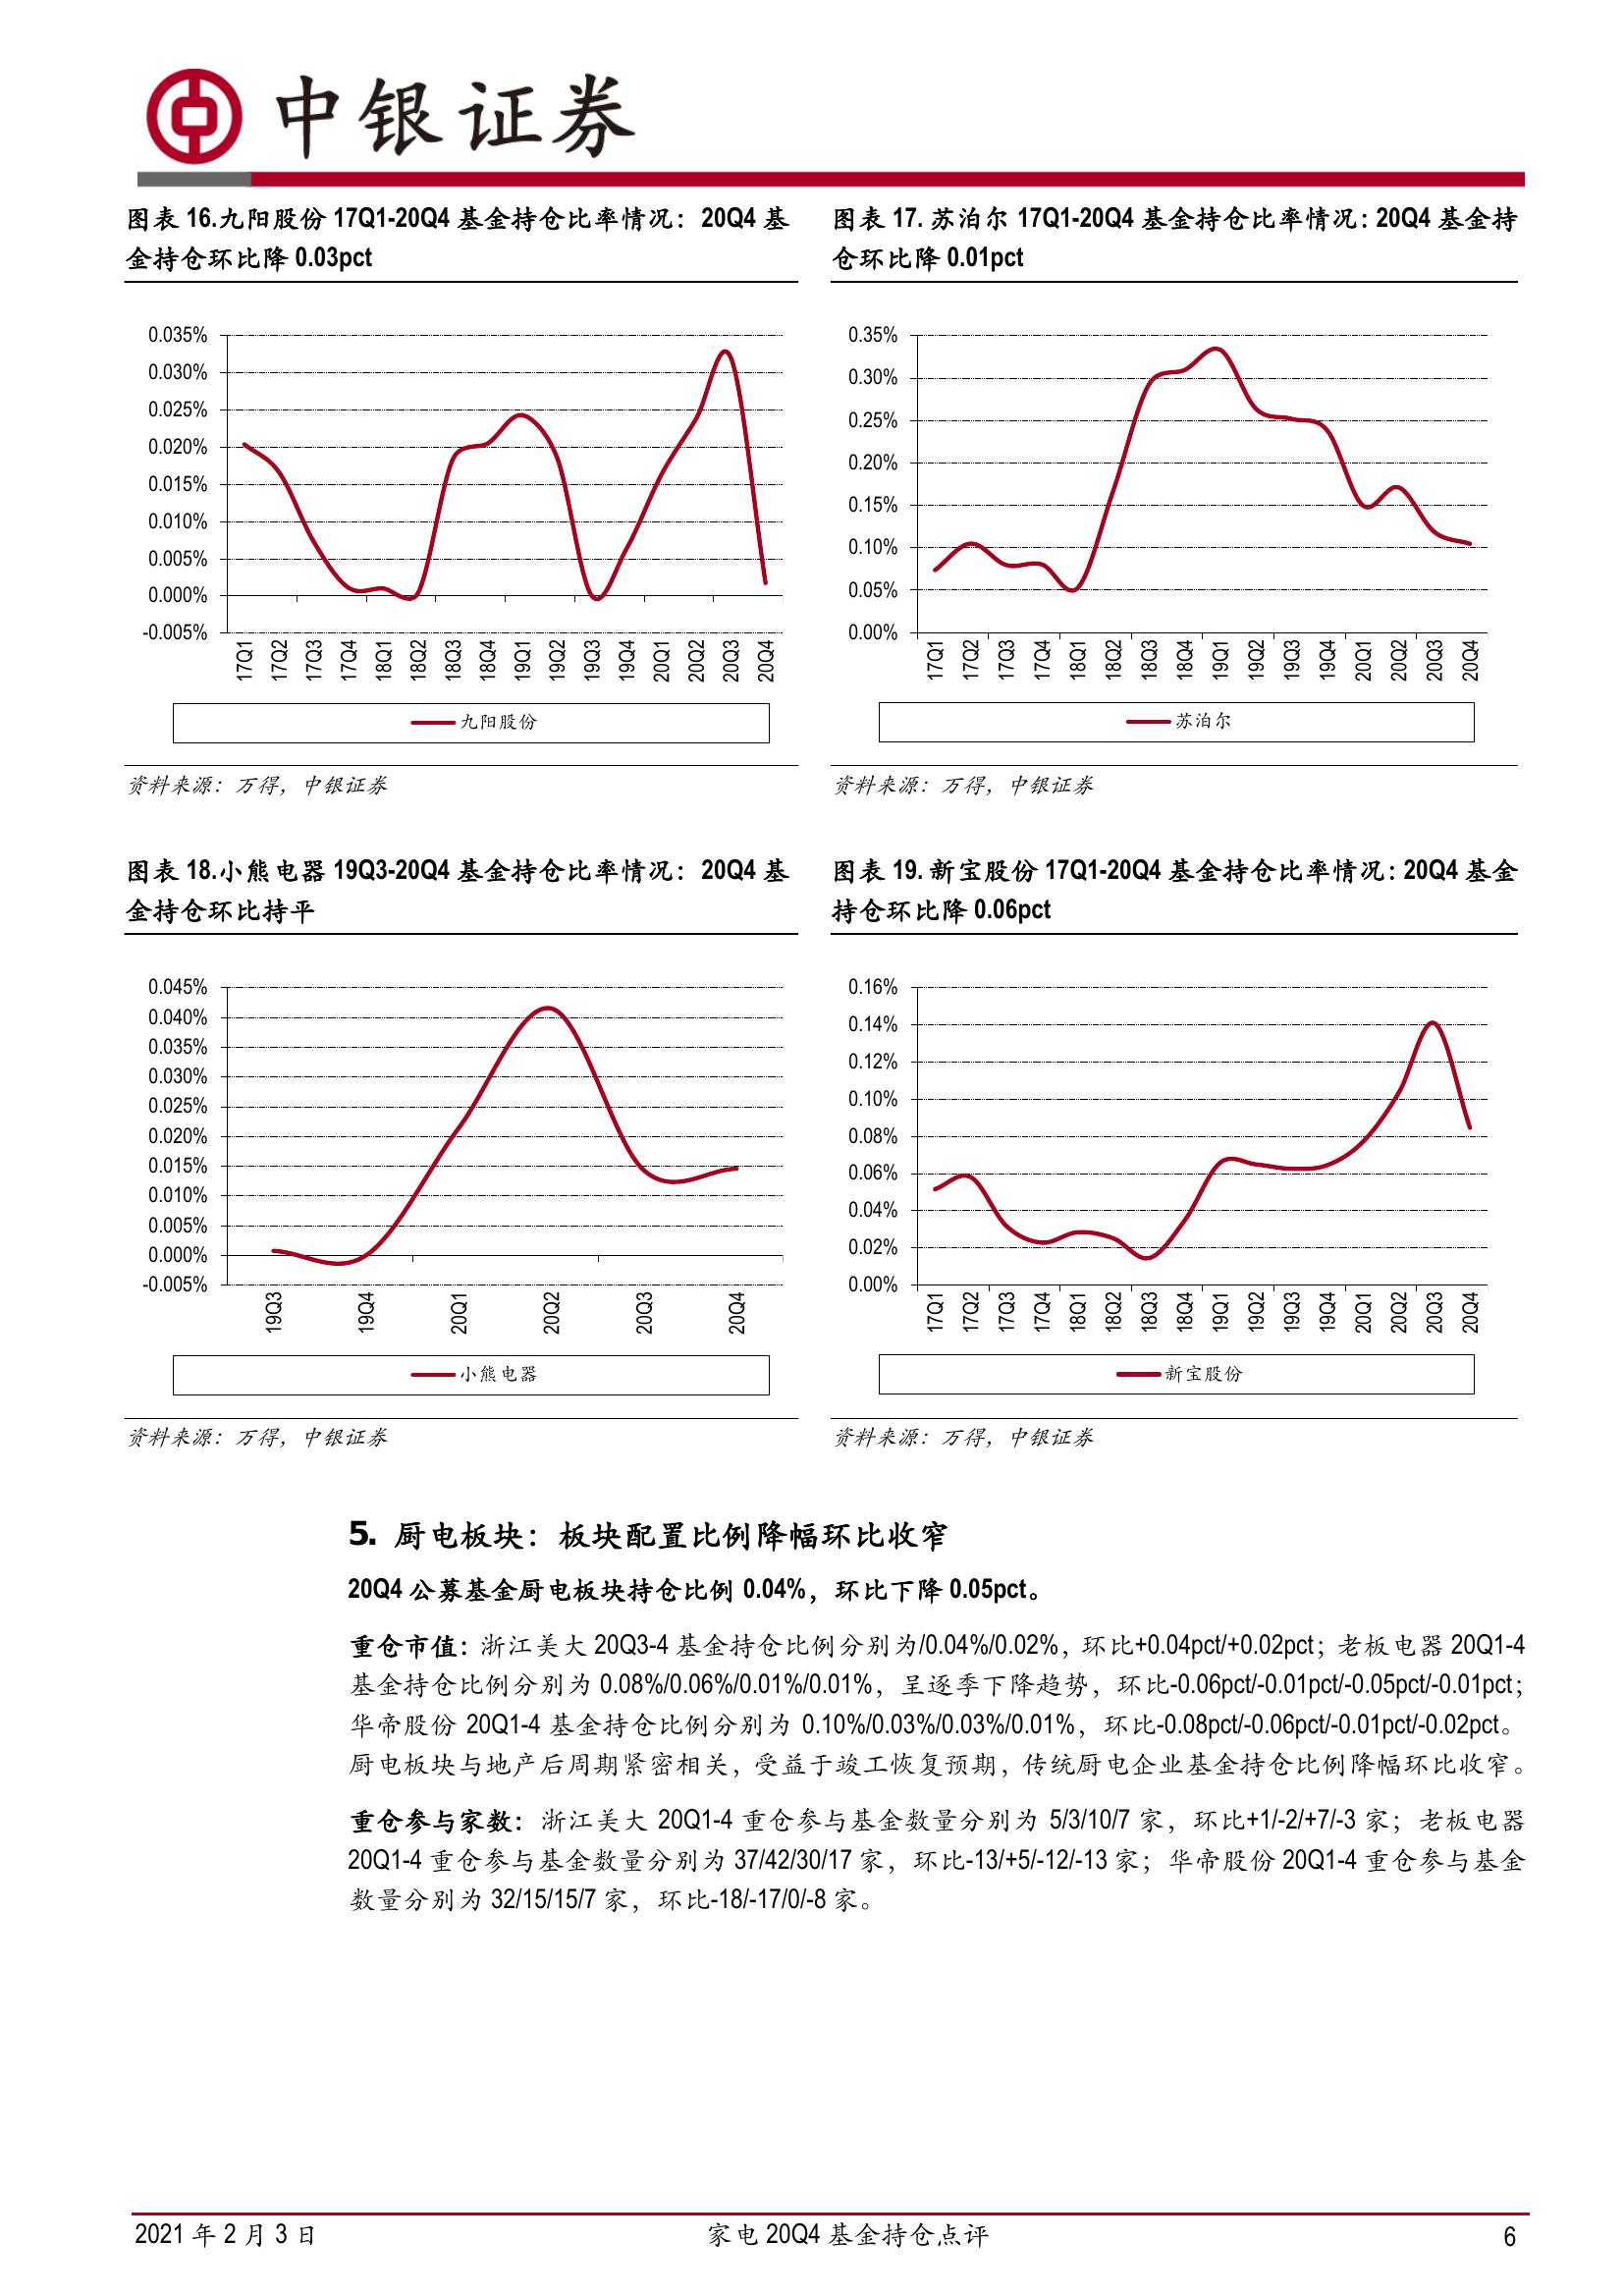 中银证券
图表 16.九阳股份 17Q1-20Q4 基金持仓比率情况：20Q4 基
金持仓环比降 0.03pct
0.035%
0.030%
0.025%
0.020%
0.015%
0.010%
0.005%
0.000%
-0.005%
17Q1
17Q2
17Q3
17Q4
18Q1
18Q2
18Q3
18Q4
19Q1
19Q2
19Q3
19Q4
20Q1
20Q2
20Q3
20Q4
九阳股份
资料来源：万得，中银证券
图表 17. 苏泊尔 17Q1-20Q4 基金持仓比率情况：20Q4 基金持
仓环比降 0.01pct
0.35%
0.30%
0.25%
0.20%
0.15%
0.10%
0.05%
0.00%
17Q1
17Q2
17Q3
17Q4
18Q1
18Q2
18Q3
18Q4
19Q1
19Q2
19Q3
19Q4
20Q1
20Q2
20Q3
20Q4
苏泊尔
资料来源：万得，中银证券
图表 18.小熊电器 19Q3-20Q4 基金持仓比率情况：20Q4 基
金持仓环比持平
0.045%
0.040%
0.035%
0.030%
0.025%
0.020%
0.015%
0.010%
0.005%
0.000%
-0.005%
19Q3
19Q4
20Q1
20Q2
20Q3
20Q4
小熊电器
资料来源：万得，中银证券
图表 19. 新宝股份 17Q1-20Q4 基金持仓比率情况：20Q4 基金
持仓环比降 0.06pct
0.16%
0.14%
0.12%
0.10%
0.08%
0.06%
0.04%
0.02%
0.00%
17Q1
17Q2
17Q3
17Q4
18Q1
18Q2
18Q3
18Q4
19Q1
19Q2
19Q3
19Q4
20Q1
20Q2
20Q3
20Q4
新宝股份
资料来源：万得，中银证券
5. 厨电板块：板块配置比例降幅环比收窄
20Q4 公募基金厨电板块持仓比例 0.04%，环比下降 0.05pct。
重仓市值：浙江美大 20Q3-4 基金持仓比例分别为/0.04%/0.02%，环比+0.04pct/+0.02pct；老板电器 20Q1-4
基金持仓比例分别为 0.08%/0.06%/0.01%/0.01%，呈逐季下降趋势，环比-0.06pct/-0.01pct/-0.05pct/-0.01pct；
华帝股份 20Q1-4 基金持仓比例分别为 0.10%/0.03%/0.03%/0.01%，环比-0.08pct/-0.06pct/-0.01pct/-0.02pct。
厨电板块与地产后周期紧密相关，受益于竣工恢复预期，传统厨电企业基金持仓比例降幅环比收窄。
重仓参与家数：浙江美大 20Q1-4 重仓参与基金数量分别为 5/3/10/7 家，环比+1/-2/+7/-3 家；老板电器
20Q1-4 重仓参与基金数量分别为 37/42/30/17 家，环比-13/+5/-12/-13 家；华帝股份 20Q1-4 重仓参与基金
数量分别为 32/15/15/7 家，环比-18/-17/0/-8 家。
2021 年 2 月 3 日
家电 20Q4 基金持仓点评
6